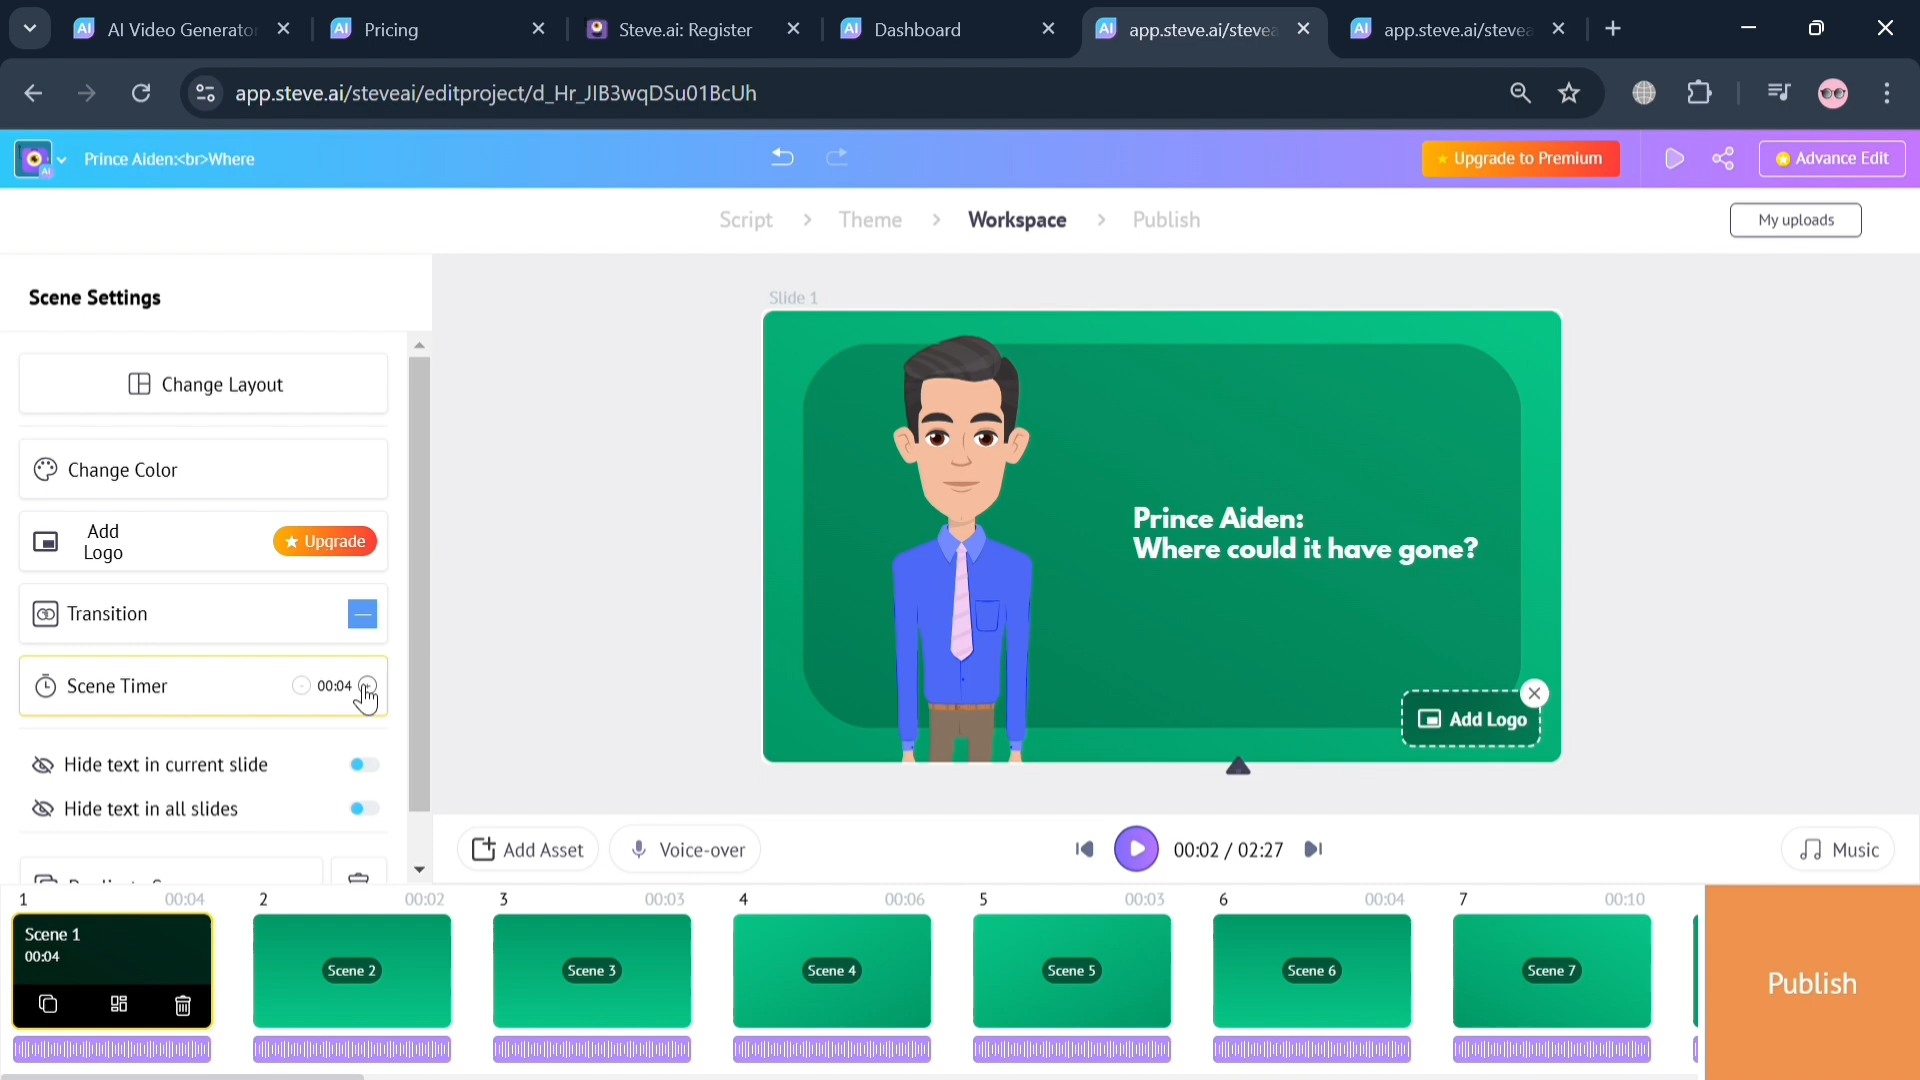 AI Video Generator
Pricing
Steve.ai: Register
Dashboard
app.steve.ai/stevea
app.steve.ai/stevea
app.steve.ai/steveai/editproject/d_Hr_JIB3wqDSu01BcUh
Prince Aiden:<br>Where
Upgrade to Premium
Advance Edit
Script
Theme
Workspace
Publish
My uploads
Scene Settings
Slide 1
Change Layout
Change Color
Add
Logo
Upgrade
Transition
Scene Timer
00:04
Hide text in current slide
Hide text in all slides
Prince Aiden:
Where could it have gone?
Add Logo
Add Asset
Voice-over
00:02 / 02:27
Music
1 00:04
2 00:02
3 00:03
4 00:06
5 00:03
6 00:04
7 00:10
Scene 1
00:04
Scene 2
Scene 3
Scene 4
Scene 5
Scene 6
Scene 7
Publish